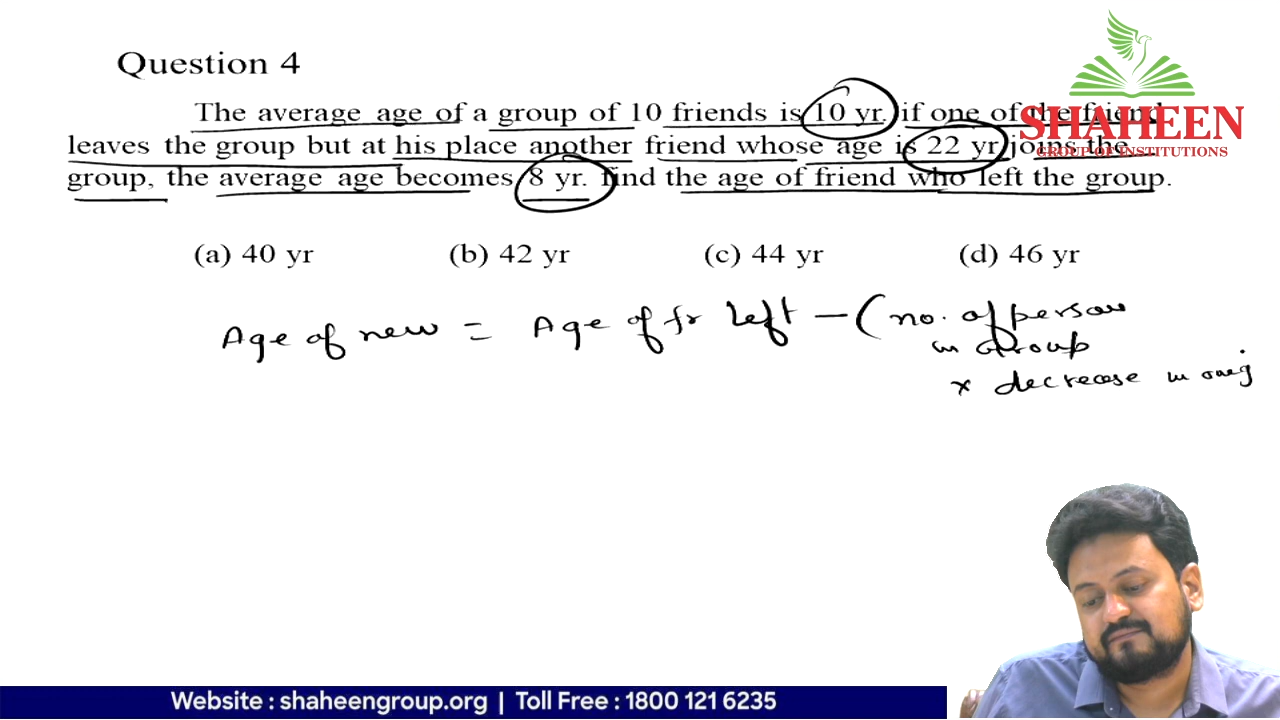 Question 4
The average age of a group of 10 friends is 10 yr. if one of the friend
leaves the group but at his place another friend whose age is 22 yr joins the
group, the average age becomes 8 yr. find the age of friend who left the group.
(a) 40 yr (b) 42 yr (c) 44 yr (d) 46 yr
Age of new = Age of fr Left - (no. of person
in Group
x decrease in
SHAHEEN
GROUP OF INSTITUTIONS
Website : shaheengroup.org | Toll Free : 1800 121 6235